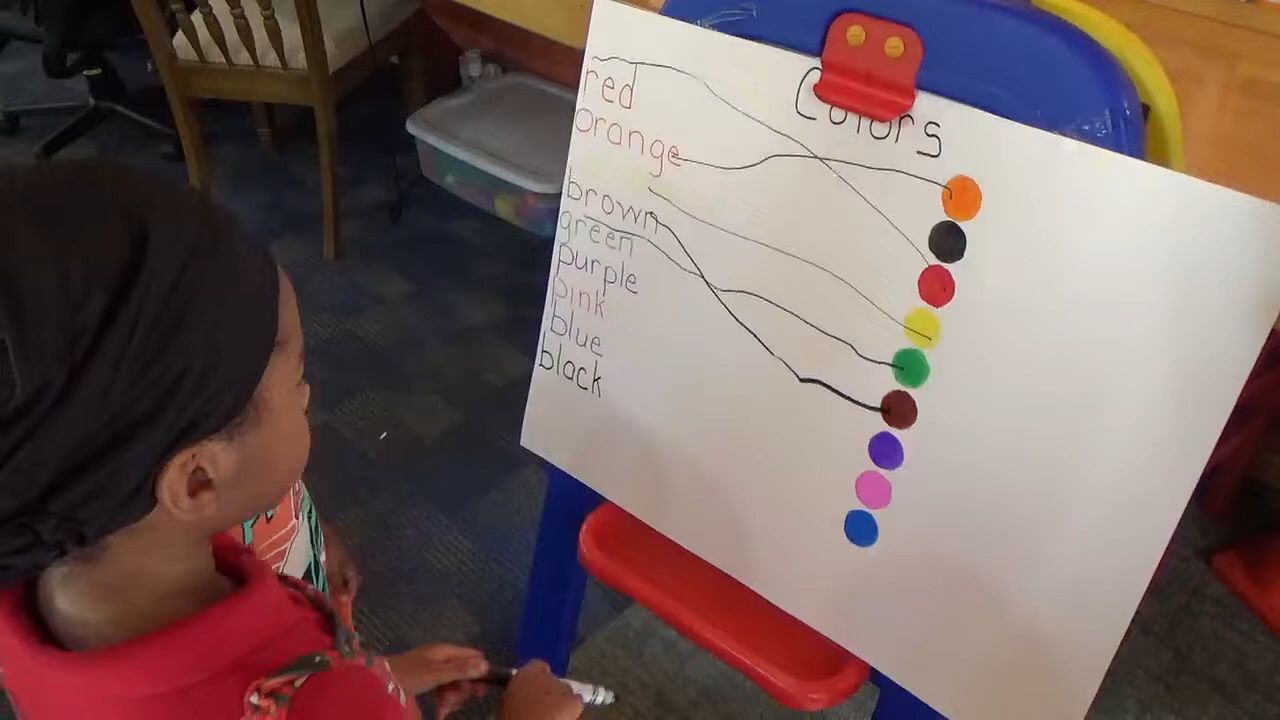 Colors
red
orange
brown
green
purple
pink
blue
black